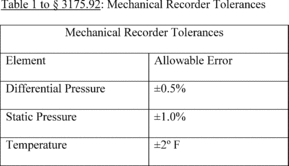 Table 1 to § 3175.92: Mechanical Recorder Tolerances
Mechanical Recorder Tolerances
Element Allowable Error
Differential Pressure ±0.5%
Static Pressure ±1.0%
Temperature ±2º F